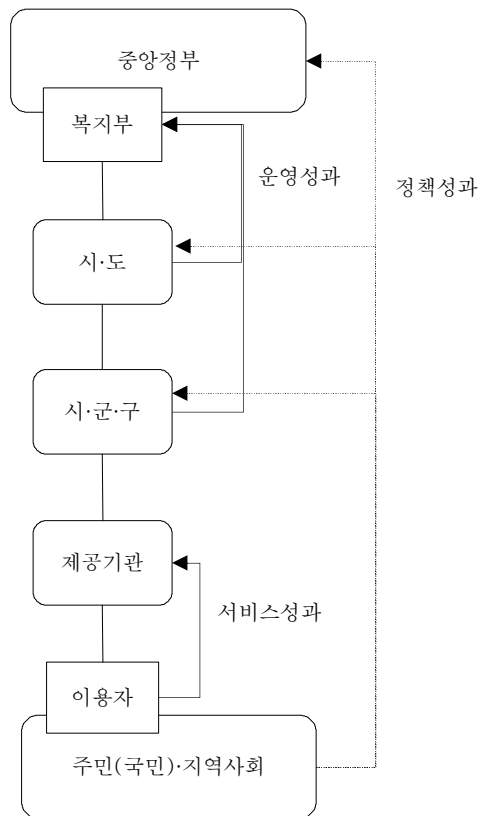 중앙정부
복지부
운영성과
정책성과
시·도
시·군·구
제공기관
서비스성과
이용자
주민(국민)·지역사회